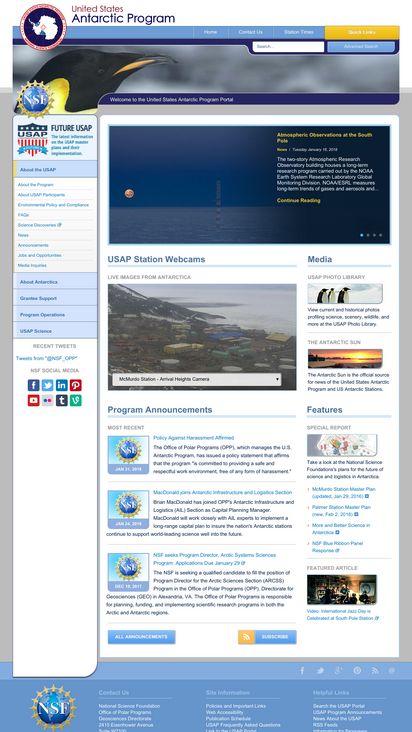 United States
Antarctic Program
Home
Contact Us
Station Times
Quick Links
Search...
Advanced Search
NSF
Welcome to the United States Antarctic Program Portal
USAP
FUTURE USAP
The latest information
on the USAP master
plans and their
implementation.
About the USAP
About the Program
About USAP Participants
Environmental Policy and Compliance
FAQs
Science Discoveries
News
Announcements
Jobs and Opportunities
Media Inquiries
About Antarctica
Grantee Support
Program Operations
USAP Science
RECENT TWEETS
Tweets from "@NSF_OPP"
NSF SOCIAL MEDIA
Atmospheric Observations at the South
Pole
News | Tuesday January 16, 2018
The two-story Atmospheric Research
Observatory building houses a long-term
research program carried out by the NOAA
Earth System Research Laboratory Global
Monitoring Division. NOAA/ESRL measures
long-term trends of gases and aerosols and...
Continue Reading
USAP Station Webcams
LIVE IMAGES FROM ANTARCTICA
McMurdo Station - Arrival Heights Camera
Media
USAP PHOTO LIBRARY
View current and historical photos
profiling science, scenery, wildlife, and
more at the USAP Photo Library.
THE ANTARCTIC SUN
The Antarctic Sun is the official source
for news of the United States Antarctic
Program and US Antarctic Stations.
Program Announcements
MOST RECENT
NSF
JAN 31, 2018
Policy Against Harassment Affirmed
The Office of Polar Programs (OPP), which manages the U.S.
Antarctic Program, has issued a policy statement that affirms
that the program "is committed to providing a safe and
respectful work environment, free of any form of harassment."
NSF
JAN 24, 2018
MacDonald joins Antarctic Infrastructure and Logistics Section
Brian MacDonald has joined OPP's Antarctic Infrastructure and
Logistics (AIL) Section as Capital Planning Manager.
MacDonald will work closely with AIL experts to implement a
long-range capital plan to insure the nation's Antarctic stations
continue to support world-leading science well into the future.
NSF
DEC 10, 2017
NSF seeks Program Director, Arctic Systems Sciences
Program: Applications Due January 29
The NSF is seeking a qualified candidate to fill the position of
Program Director for the Arctic Sciences Section (ARCSS)
Program in the Office of Polar Programs (OPP), Directorate for
Geosciences (GEO) in Alexandria, VA. The Office of Polar Programs is responsible
for planning, funding, and implementing scientific research programs in both the
Arctic and Antarctic regions.
ALL ANNOUNCEMENTS
SUBSCRIBE
Features
SPECIAL REPORT
Take a look at the National Science
Foundations's plans for the future of
science and logistics in Antarctica:
McMurdo Station Master Plan
(updated, Jan 29, 2016)
Palmer Station Master Plan
(new, Feb 2, 2016)
More and Better Science in
Antarctica
NSF Blue Ribbon Panel
Response
FEATURED ARTICLE
Video: International Jazz Day is
Celebrated at South Pole Station
NSF
Contact Us
National Science Foundation
Office of Polar Programs
Geosciences Directorate
2415 Eisenhower Avenue
Suite W7100
Site Information
Policies and Important Links
Web Accessibility
Publication Schedule
USAP Frequently Asked Questions
Link to the USAP Portal
Helpful Links
Search the USAP Portal
USAP Program Announcements
News About the USAP
RSS Feeds
Information for Reviewers